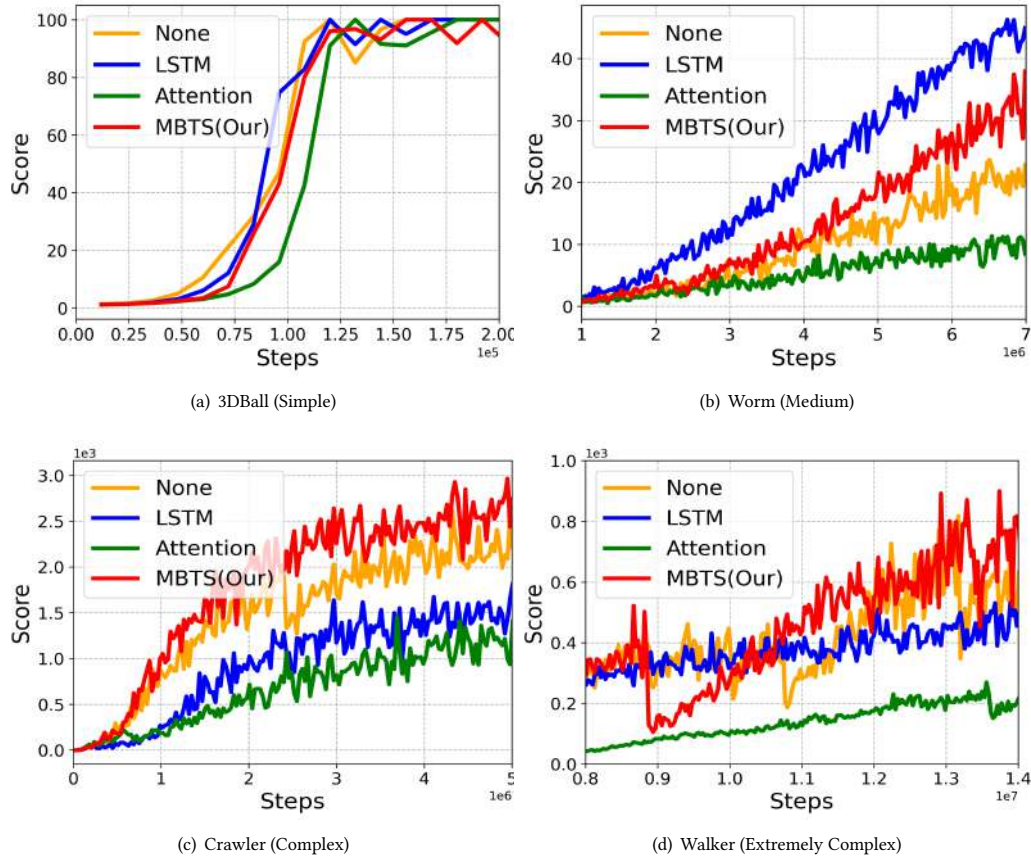 100
80
60
40
20
0
Score
None
LSTM
Attention
MBTS(Our)
0.00 0.25 0.50 0.75 1.00 1.25 1.50 1.75 2.0
1e5
Steps
(a) 3DBall (Simple)
40
30
20
10
0
Score
None
LSTM
Attention
MBTS(Our)
1 2 3 4 5 6 7
1e6
Steps
(b) Worm (Medium)
1e3
3.0
2.5
2.0
1.5
1.0
0.5
0.0
Score
None
LSTM
Attention
MBTS(Our)
0 1 2 3 4 5
1e6
Steps
(c) Crawler (Complex)
1e3
1.0
0.8
0.6
0.4
0.2
0.0
Score
None
LSTM
Attention
MBTS(Our)
0.8 0.9 1.0 1.1 1.2 1.3 1.4
1e7
Steps
(d) Walker (Extremely Complex)